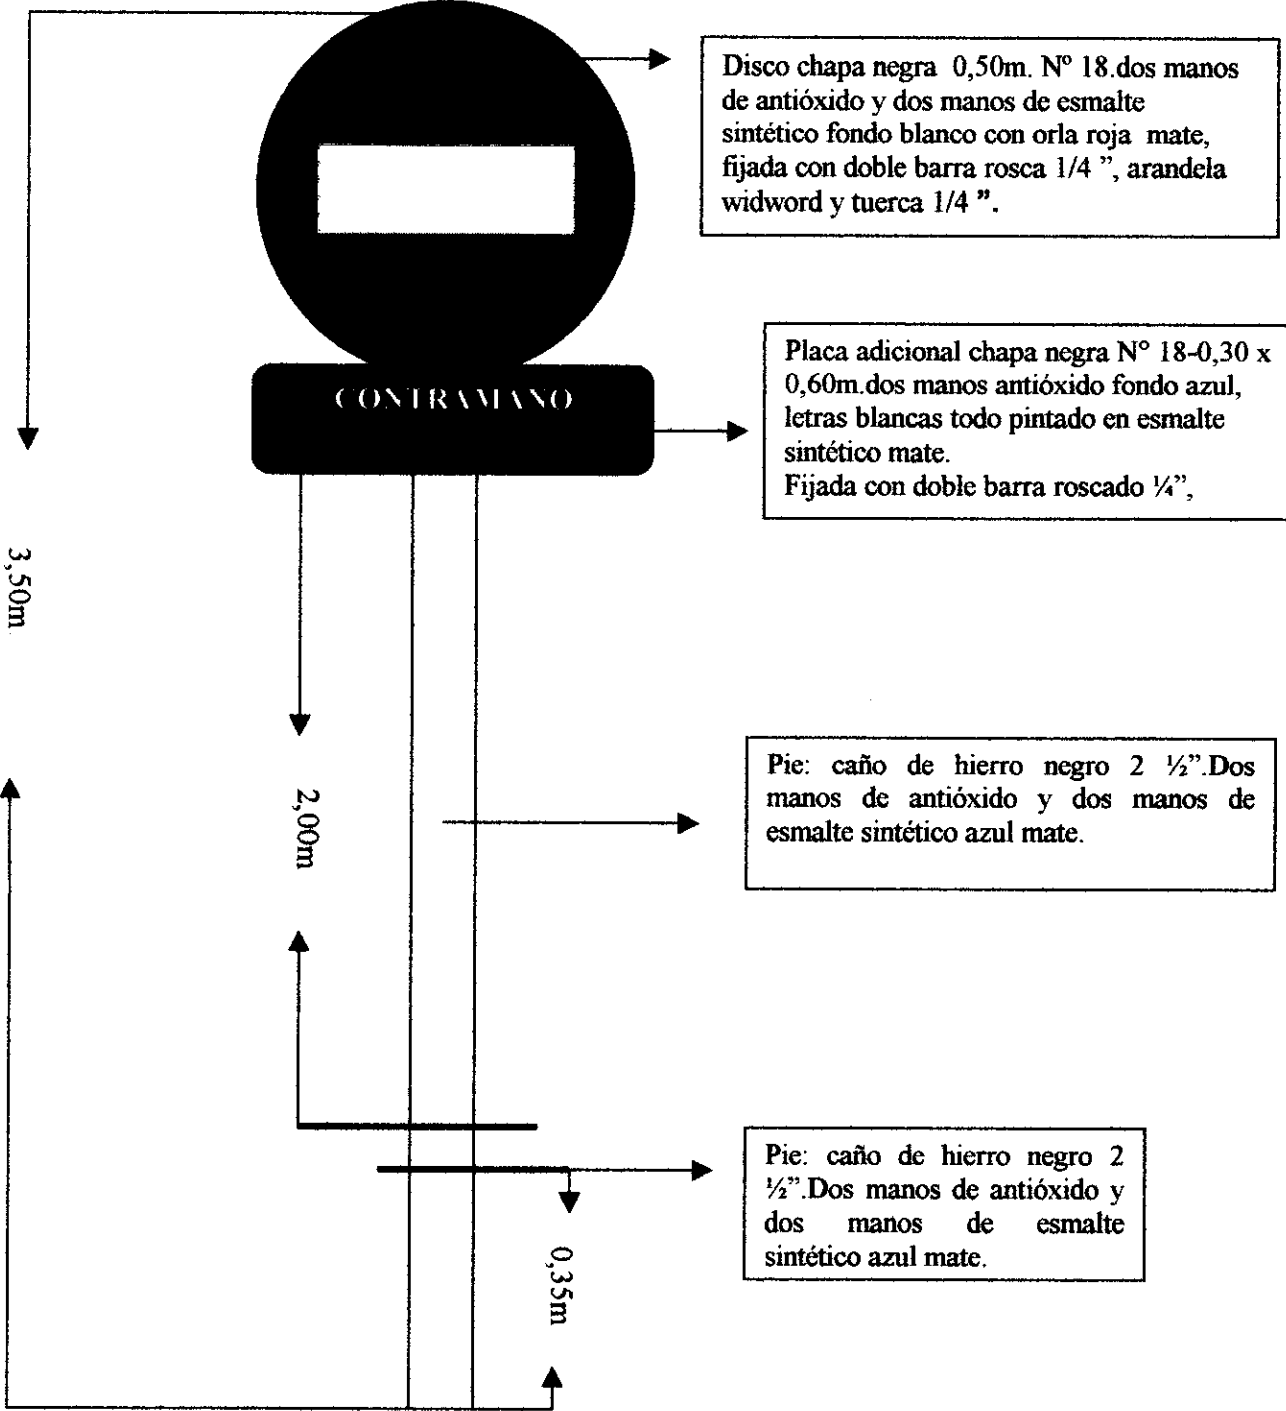 Disco chapa negra 0,50m. Nº 18.dos manos
de antióxido y dos manos de esmalte
sintético fondo blanco con orla roja mate,
fijada con doble barra rosca 1/4 ”, arandela
widword y tuerca 1/4 ”.
CONTRAMANO
Placa adicional chapa negra N° 18-0,30 x
0,60m.dos manos antióxido fondo azul,
letras blancas todo pintado en esmalte
sintético mate.
Fijada con doble barra roscado ¼”,
3,50m
2,00m
Pie: caño de hierro negro 2 ½”.Dos
manos de antióxido y dos manos de
esmalte sintético azul mate.
Pie: caño de hierro negro 2
½”.Dos manos de antióxido y
dos manos de esmalte
sintético azul mate.
0,35m